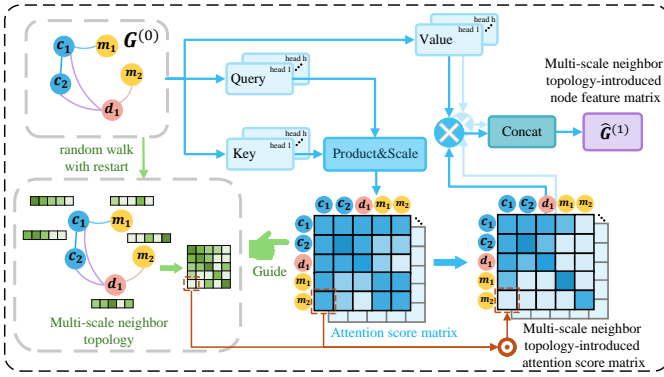 G^(0)
c1
m1
c2
m2
d1
random walk
with restart
Query
head 1
head h
Key
head 1
head h
Value
head 1
head h
Product&Scale
Concat
Multi-scale neighbor
topology-introduced
node feature matrix
Ĝ^(1)
c1
m1
c2
m2
d1
Multi-scale neighbor
topology
Guide
c1 c2 d1 m1 m2
c1
c2
d1
m1
m2
Attention score matrix
c1 c2 d1 m1 m2
c1
c2
d1
m1
m2
Multi-scale neighbor
topology-introduced
attention score matrix